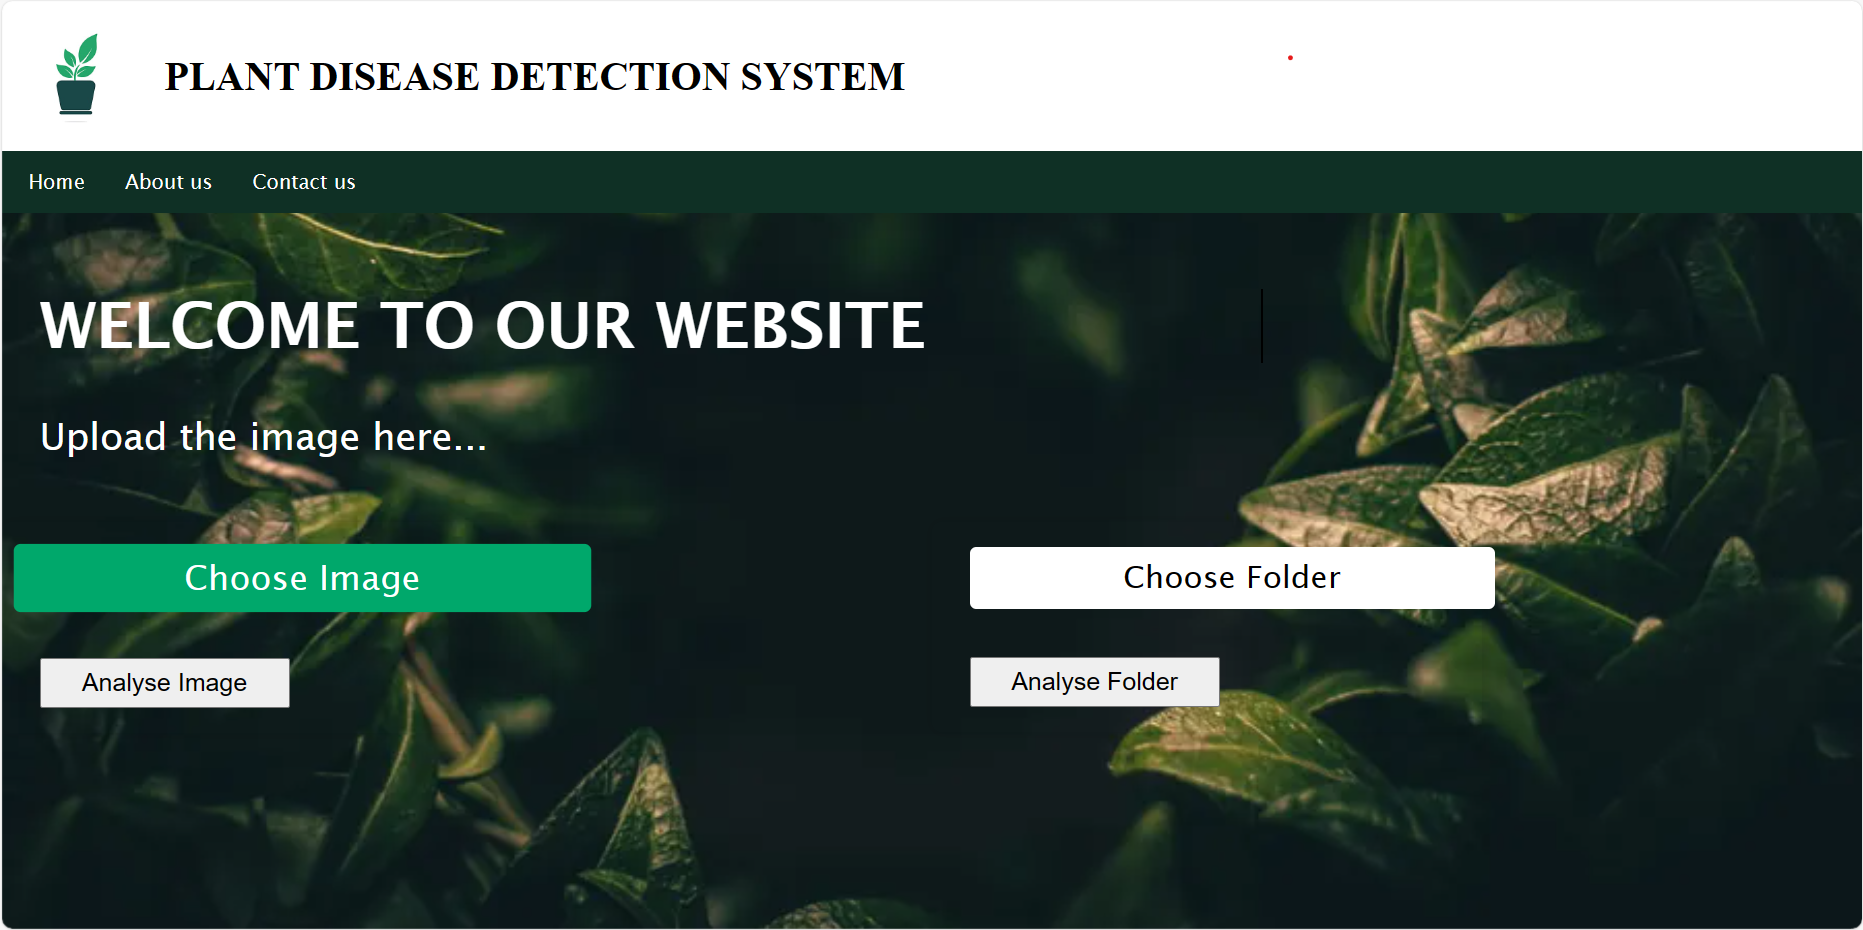 PLANT DISEASE DETECTION SYSTEM
Home About us Contact us
WELCOME TO OUR WEBSITE
Upload the image here...
Choose Image Choose Folder
Analyse Image Analyse Folder